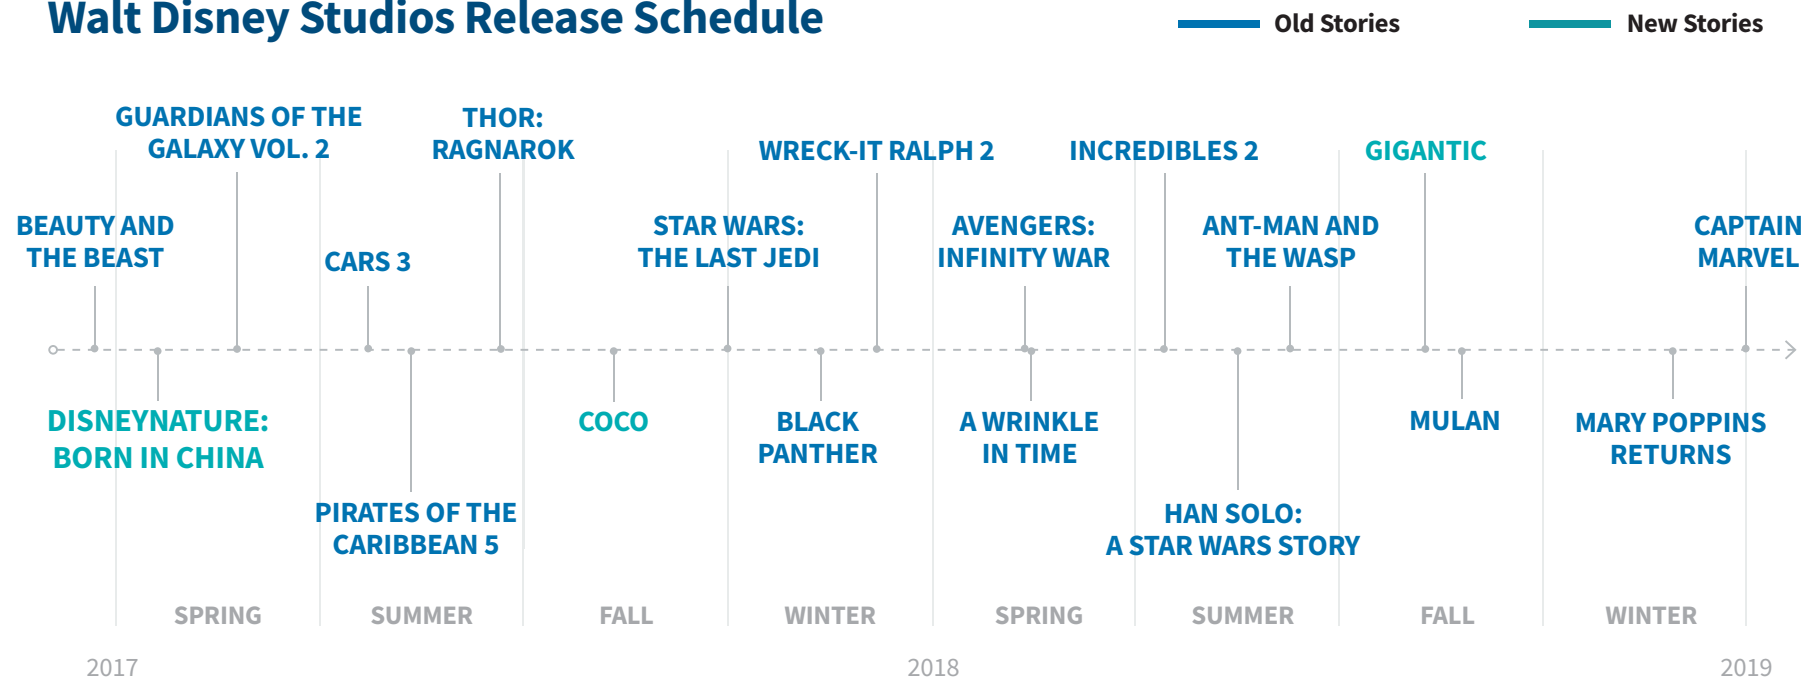 Walt Disney Studios Release Schedule
Old Stories
New Stories
GUARDIANS OF THE
GALAXY VOL. 2
THOR:
RAGNAROK
WRECK-IT RALPH 2
INCREDIBLES 2
GIGANTIC
BEAUTY AND
THE BEAST
CARS 3
STAR WARS:
THE LAST JEDI
AVENGERS:
INFINITY WAR
ANT-MAN AND
THE WASP
CAPTAIN
MARVEL
DISNEYNATURE:
BORN IN CHINA
COCO
BLACK
PANTHER
A WRINKLE
IN TIME
MULAN
MARY POPPINS
RETURNS
PIRATES OF THE
CARIBBEAN 5
HAN SOLO:
A STAR WARS STORY
SPRING
SUMMER
FALL
WINTER
SPRING
SUMMER
FALL
WINTER
2017
2018
2019